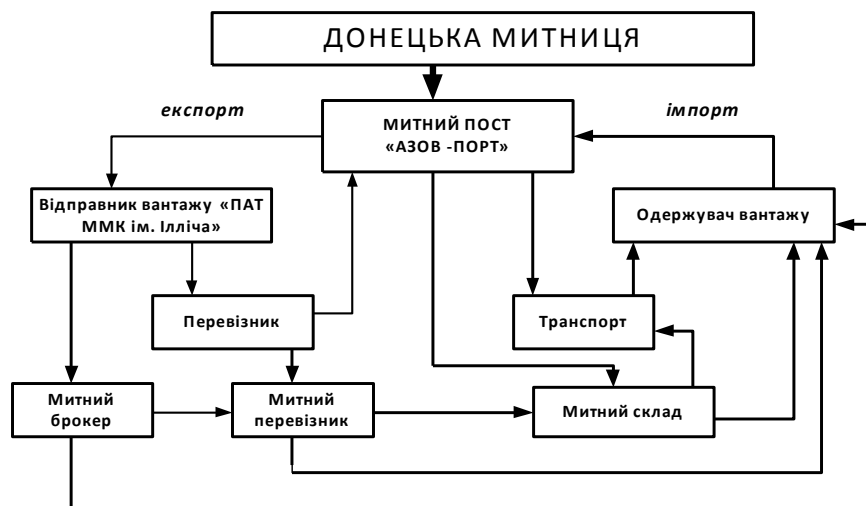 ДОНЕЦЬКА МИТНИЦЯ
експорт
імпорт
МИТНИЙ ПОСТ
«АЗОВ -ПОРТ»
Відправник вантажу «ПАТ
ММК ім. Ілліча»
Одержувач вантажу
Перевізник
Транспорт
Митний
брокер
Митний
перевізник
Митний склад